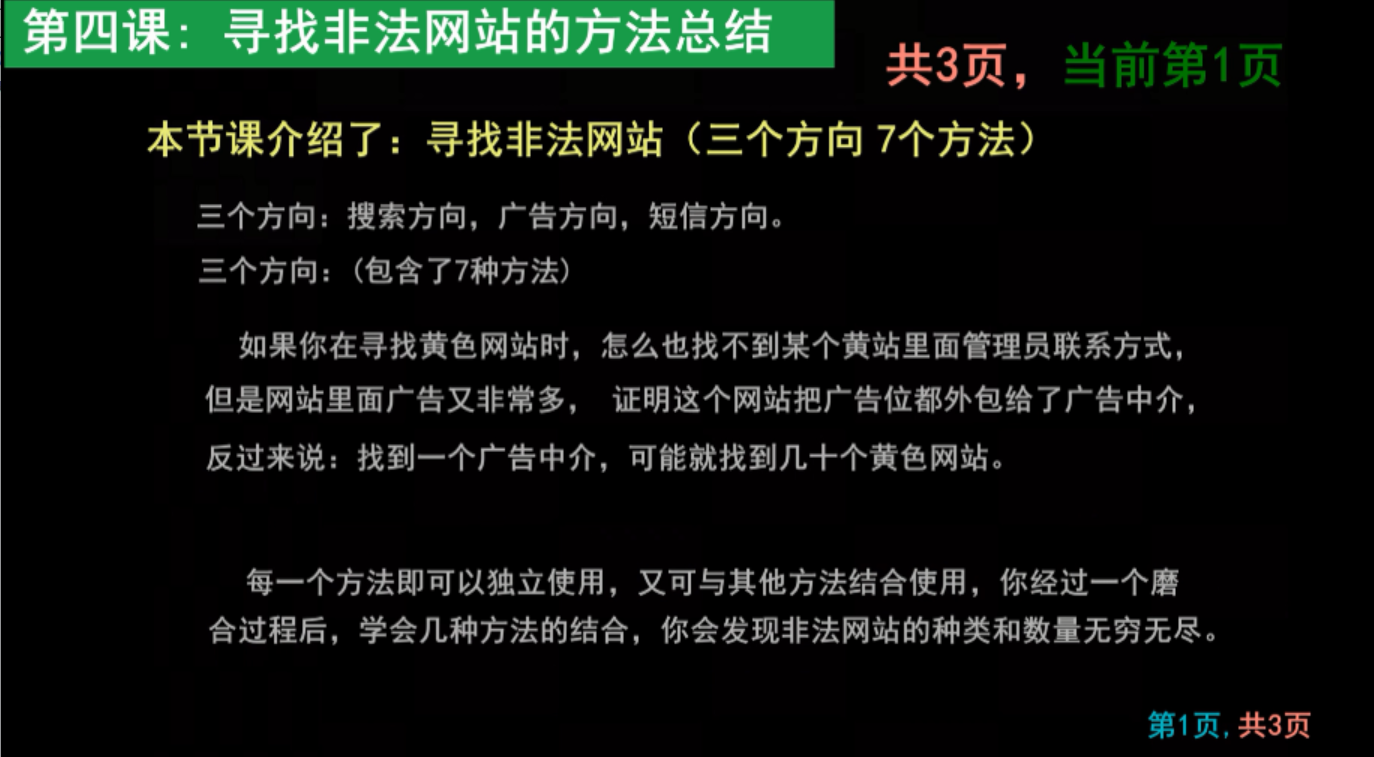 第四课：寻找非法网站的方法总结
共3页，当前第1页
本节课介绍了：寻找非法网站（三个方向 7个方法）
三个方向：搜索方向，广告方向，短信方向。
三个方向：(包含了7种方法)
如果你在寻找黄色网站时，怎么也找不到某个黄站里面管理员联系方式，
但是网站里面广告又非常多， 证明这个网站把广告位都外包给了广告中介，
反过来说：找到一个广告中介，可能就找到几十个黄色网站。
每一个方法即可以独立使用，又可与其他方法结合使用，你经过一个磨
合过程后，学会几种方法的结合，你会发现非法网站的种类和数量无穷无尽。
第1页,共3页